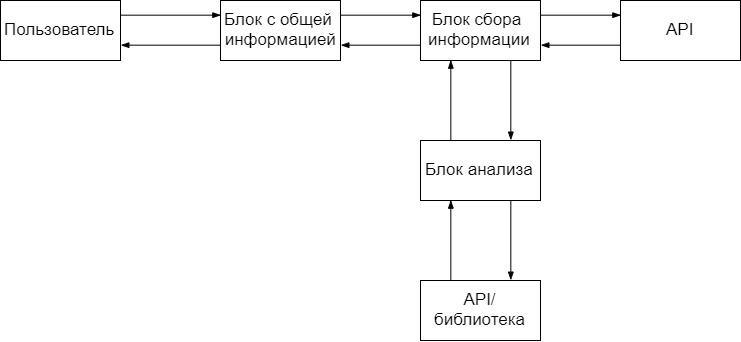 Пользователь
Блок с общей
информацией
Блок сбора
информации
API
Блок анализа
API/
библиотека